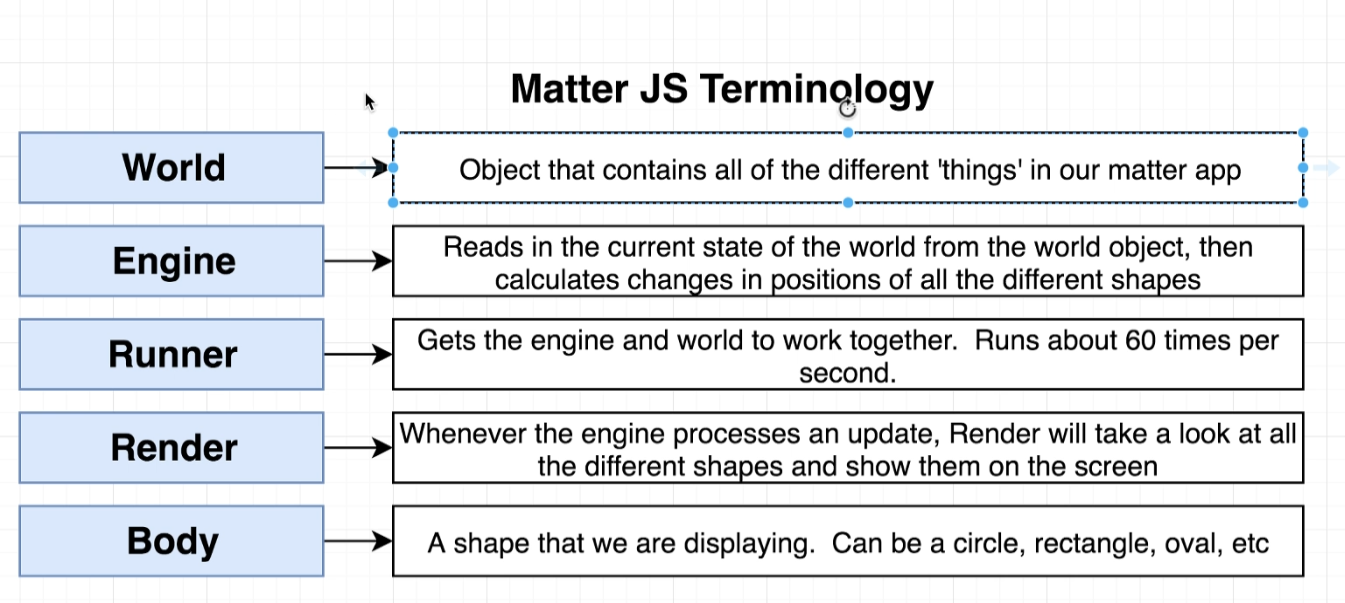 Matter JS Terminology
World
Object that contains all of the different 'things' in our matter app
Engine
Reads in the current state of the world from the world object, then
calculates changes in positions of all the different shapes
Runner
Gets the engine and world to work together.  Runs about 60 times per
second.
Render
Whenever the engine processes an update, Render will take a look at all
the different shapes and show them on the screen
Body
A shape that we are displaying.  Can be a circle, rectangle, oval, etc